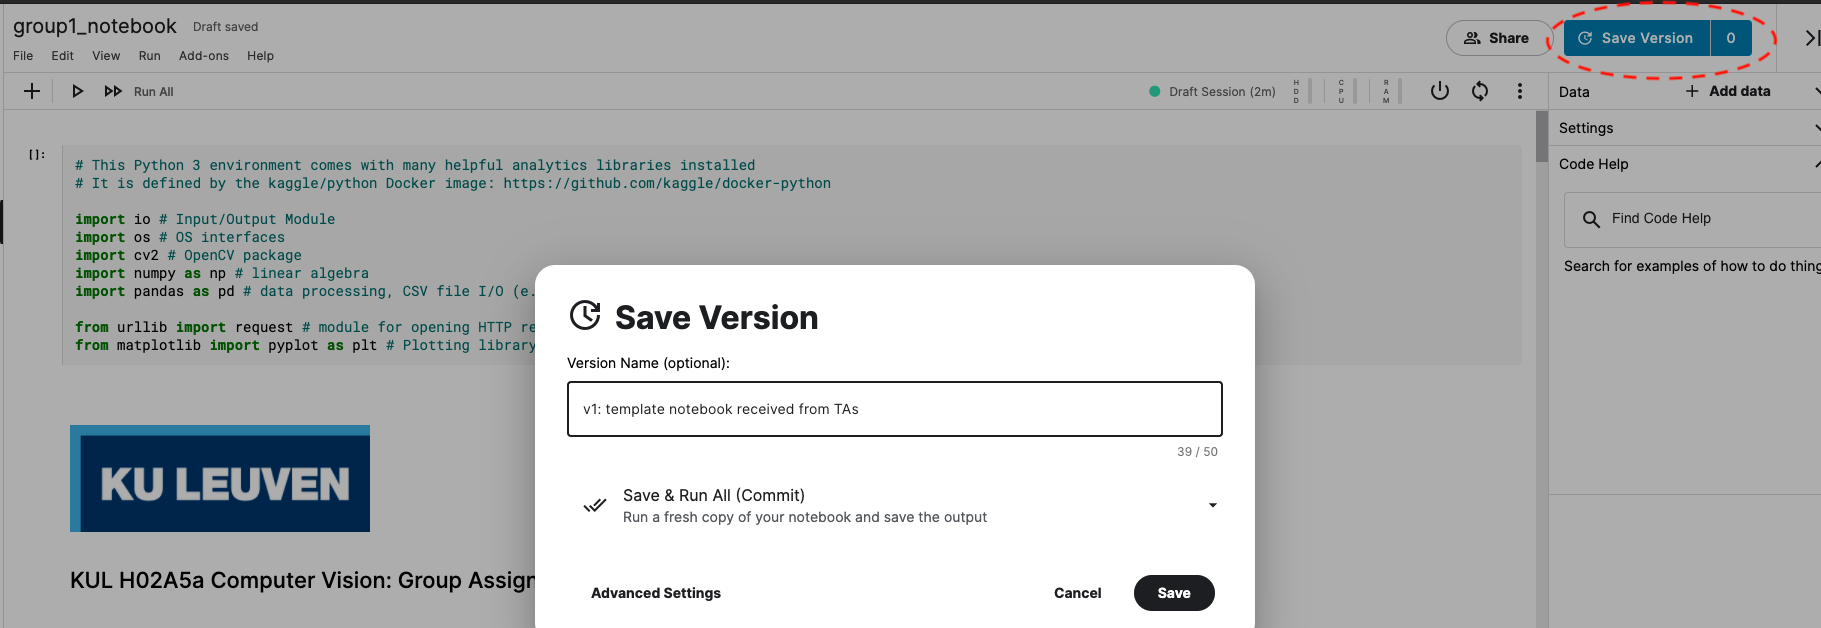 group1_notebook Draft saved
Share Save Version 0
File Edit View Run Add-ons Help
Run All Draft Session (2m) HDD CPU RAM
Data Add data
Settings
Code Help
Find Code Help
Search for examples of how to do thing
[]:
# This Python 3 environment comes with many helpful analytics libraries installed
# It is defined by the kaggle/python Docker image: https://github.com/kaggle/docker-python
import io # Input/Output Module
import os # OS interfaces
import cv2 # OpenCV package
import numpy as np # linear algebra
import pandas as pd # data processing, CSV file I/O (e.
from urllib import request # module for opening HTTP re
from matplotlib import pyplot as plt # Plotting library
KU LEUVEN
KUL H02A5a Computer Vision: Group Assign
Save Version
Version Name (optional):
v1: template notebook received from TAs
39 / 50
Save & Run All (Commit)
Run a fresh copy of your notebook and save the output
Advanced Settings Cancel Save